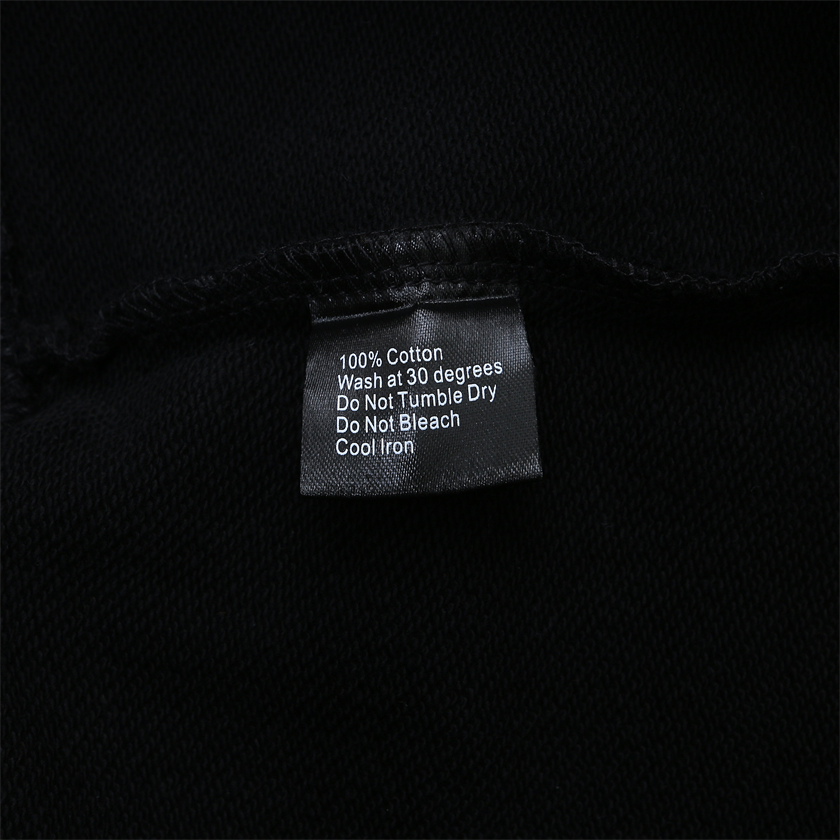 100% Cotton
Wash at 30 degrees
Do Not Tumble Dry
Do Not Bleach
Cool Iron